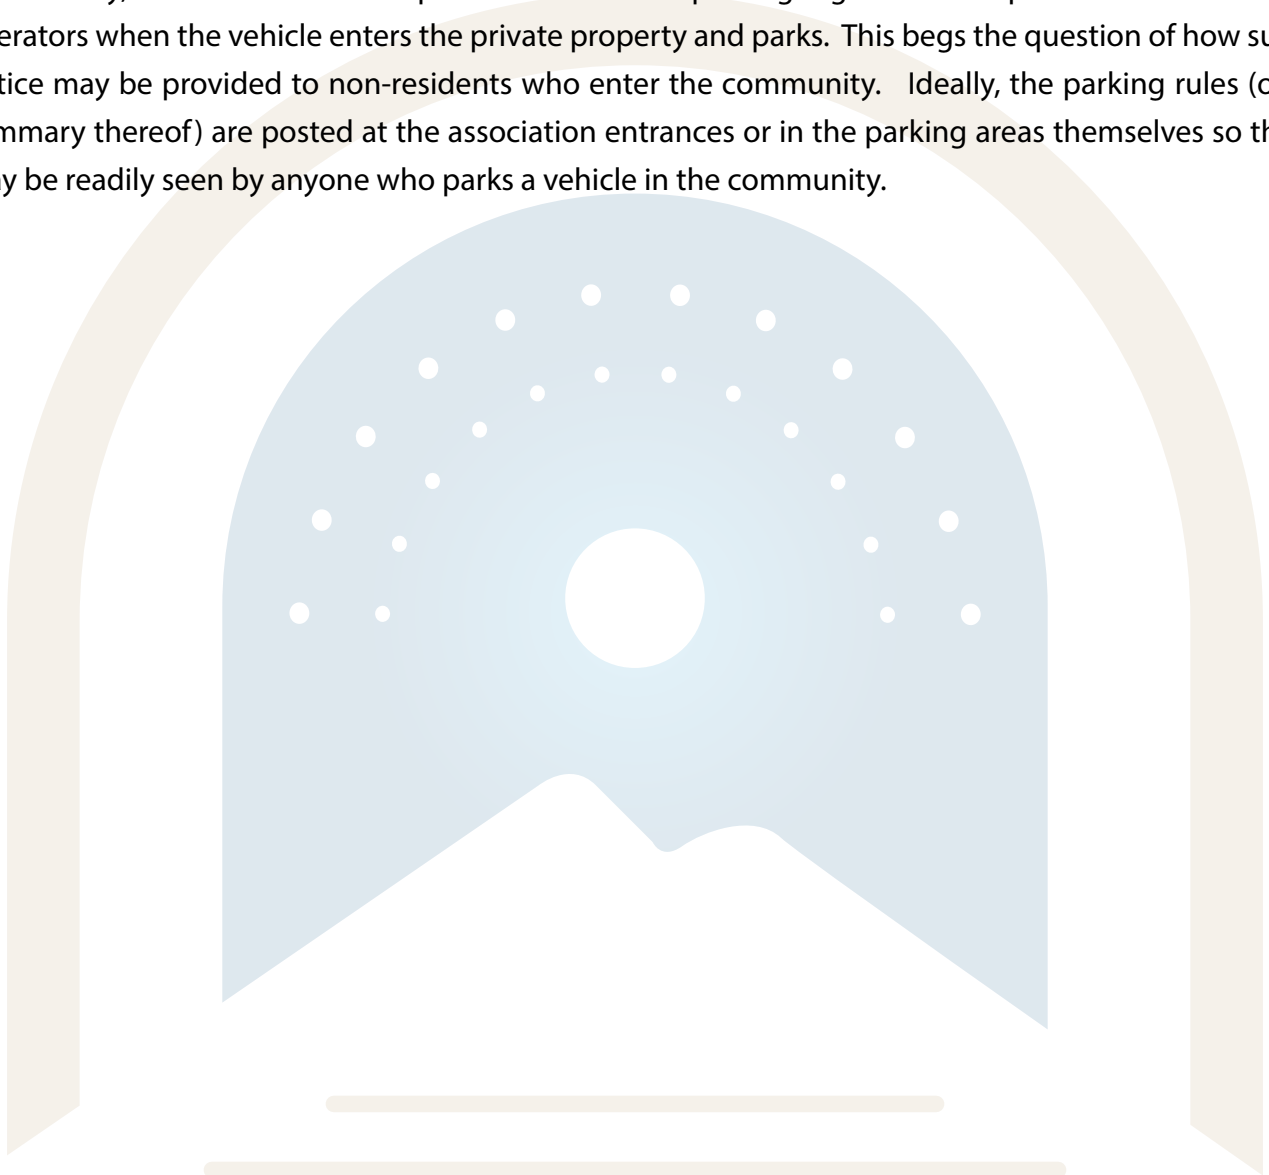 erators when the vehicle enters the private property and parks. This begs the question of how su
tice may be provided to non-residents who enter the community. Ideally, the parking rules (o
mmary thereof) are posted at the association entrances or in the parking areas themselves so th
y be readily seen by anyone who parks a vehicle in the community.